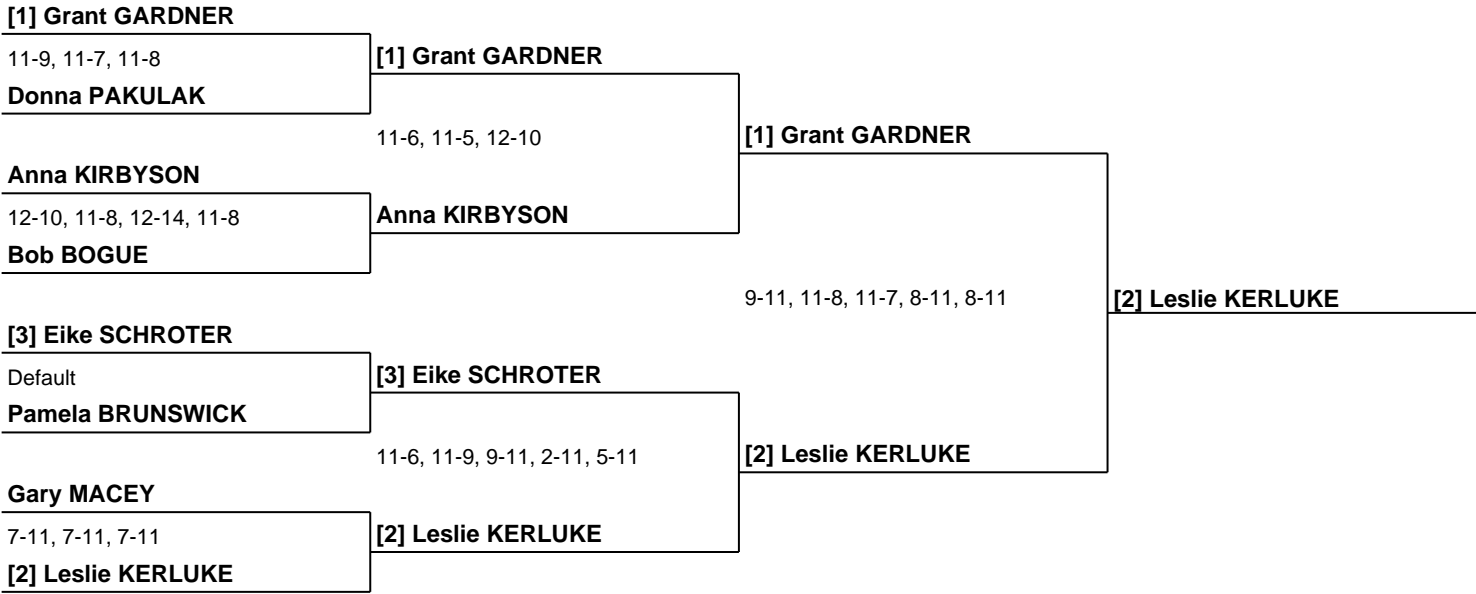 [1] Grant GARDNER
11-9, 11-7, 11-8
Donna PAKULAK
Anna KIRBYSON
12-10, 11-8, 12-14, 11-8
Bob BOGUE
[3] Eike SCHROTER
Default
Pamela BRUNSWICK
Gary MACEY
7-11, 7-11, 7-11
[2] Leslie KERLUKE
[1] Grant GARDNER
11-6, 11-5, 12-10
Anna KIRBYSON
[3] Eike SCHROTER
11-6, 11-9, 9-11, 2-11, 5-11
[2] Leslie KERLUKE
[1] Grant GARDNER
9-11, 11-8, 11-7, 8-11, 8-11
[2] Leslie KERLUKE
[2] Leslie KERLUKE